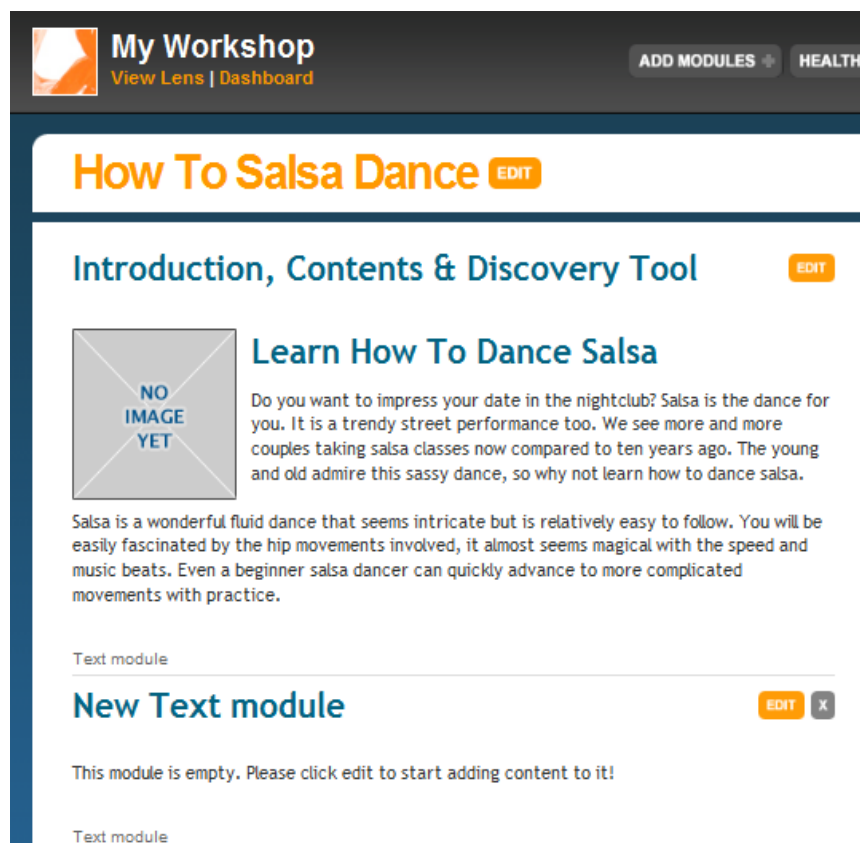 My Workshop
View Lens | Dashboard
ADD MODULES
HEALTH
How To Salsa Dance EDIT
Introduction, Contents & Discovery Tool EDIT
NO
IMAGE
YET
Learn How To Dance Salsa
Do you want to impress your date in the nightclub? Salsa is the dance for
you. It is a trendy street performance too. We see more and more
couples taking salsa classes now compared to ten years ago. The young
and old admire this sassy dance, so why not learn how to dance salsa.
Salsa is a wonderful fluid dance that seems intricate but is relatively easy to follow. You will be
easily fascinated by the hip movements involved, it almost seems magical with the speed and
music beats. Even a beginner salsa dancer can quickly advance to more complicated
movements with practice.
Text module
New Text module EDIT X
This module is empty. Please click edit to start adding content to it!
Text module